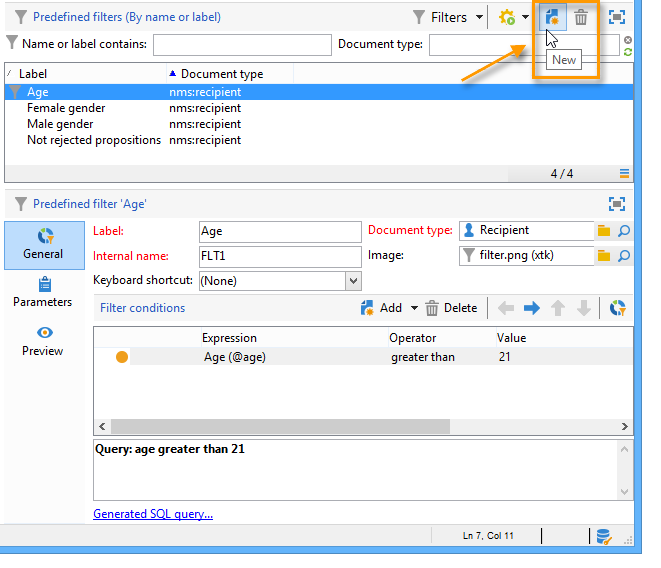 Predefined filters (By name or label) Filters
Name or label contains: Document type:
New
Label Document type
Age nms:recipient
Female gender nms:recipient
Male gender nms:recipient
Not rejected propositions nms:recipient
4 / 4
Predefined filter 'Age'
General
Parameters
Preview
Label: Age Document type: Recipient
Internal name: FLT1 Image: filter.png (xtk)
Keyboard shortcut: (None)
Filter conditions Add Delete
Expression Operator Value
Age (@age) greater than 21
Query: age greater than 21
Generated SQL query...
Ln 7, Col 11